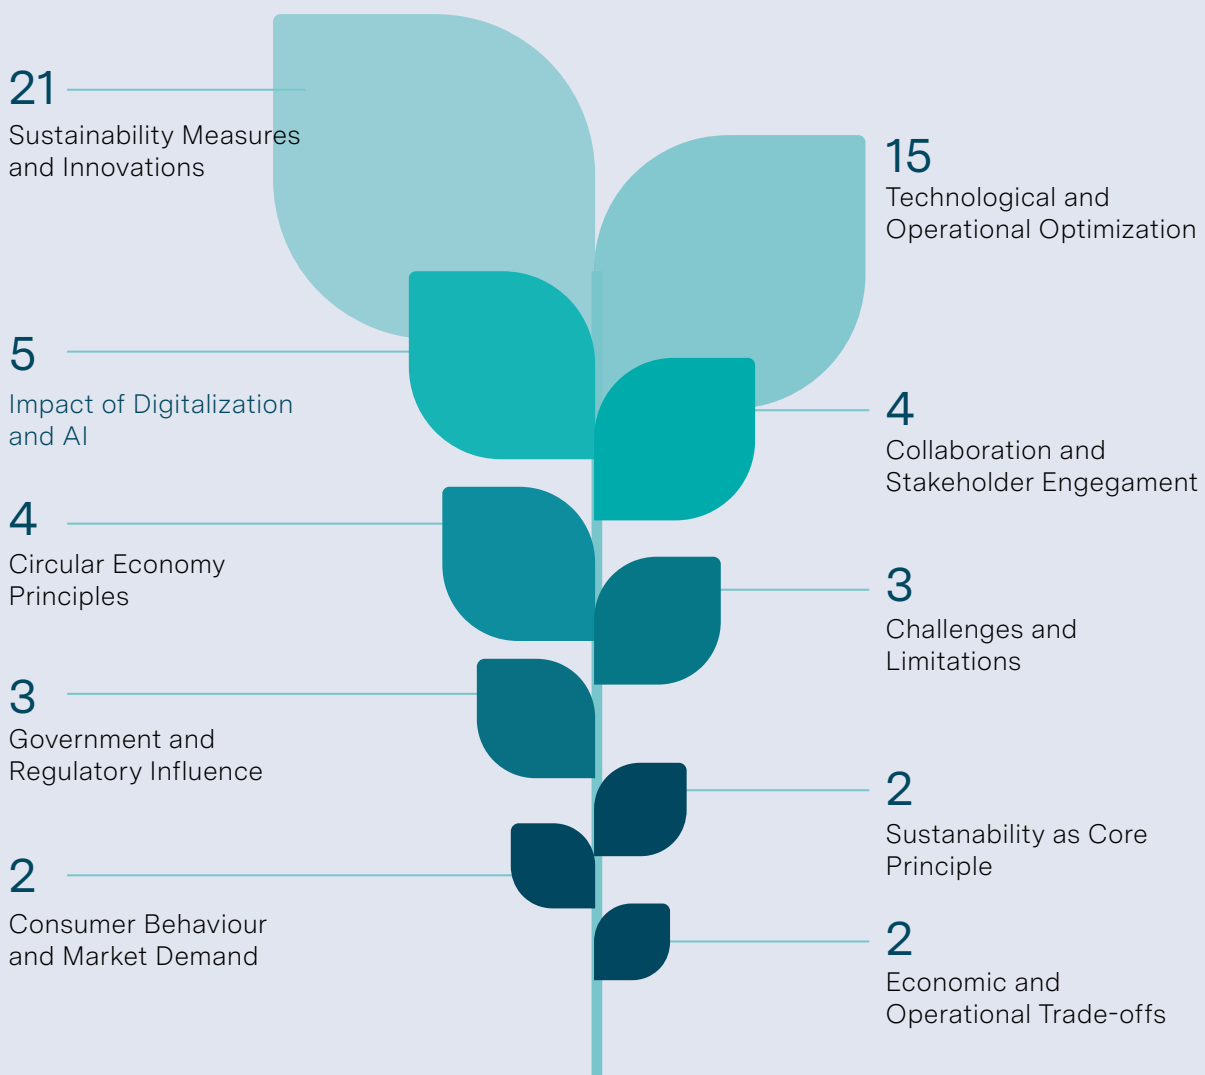 21
Sustainability Measures
and Innovations
15
Technological and
Operational Optimization
5
Impact of Digitalization
and AI
4
Collaboration and
Stakeholder Engegament
4
Circular Economy
Principles
3
Challenges and
Limitations
3
Government and
Regulatory Influence
2
Sustanability as Core
Principle
2
Consumer Behaviour
and Market Demand
2
Economic and
Operational Trade-offs